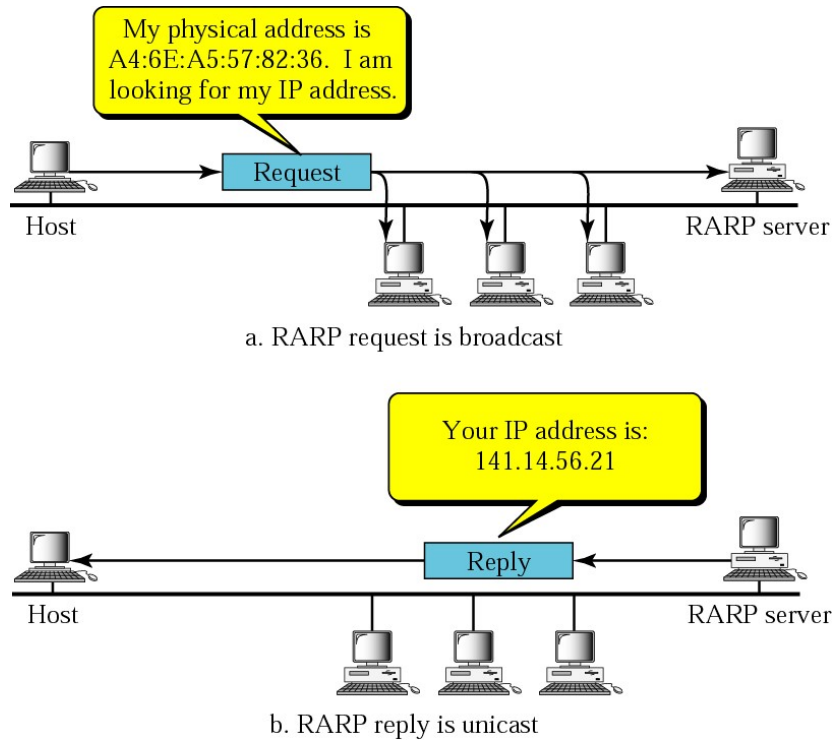 My physical address is
A4:6E:A5:57:82:36. I am
looking for my IP address.
Request
Host
RARP server
a. RARP request is broadcast
Your IP address is:
141.14.56.21
Reply
Host
RARP server
b. RARP reply is unicast